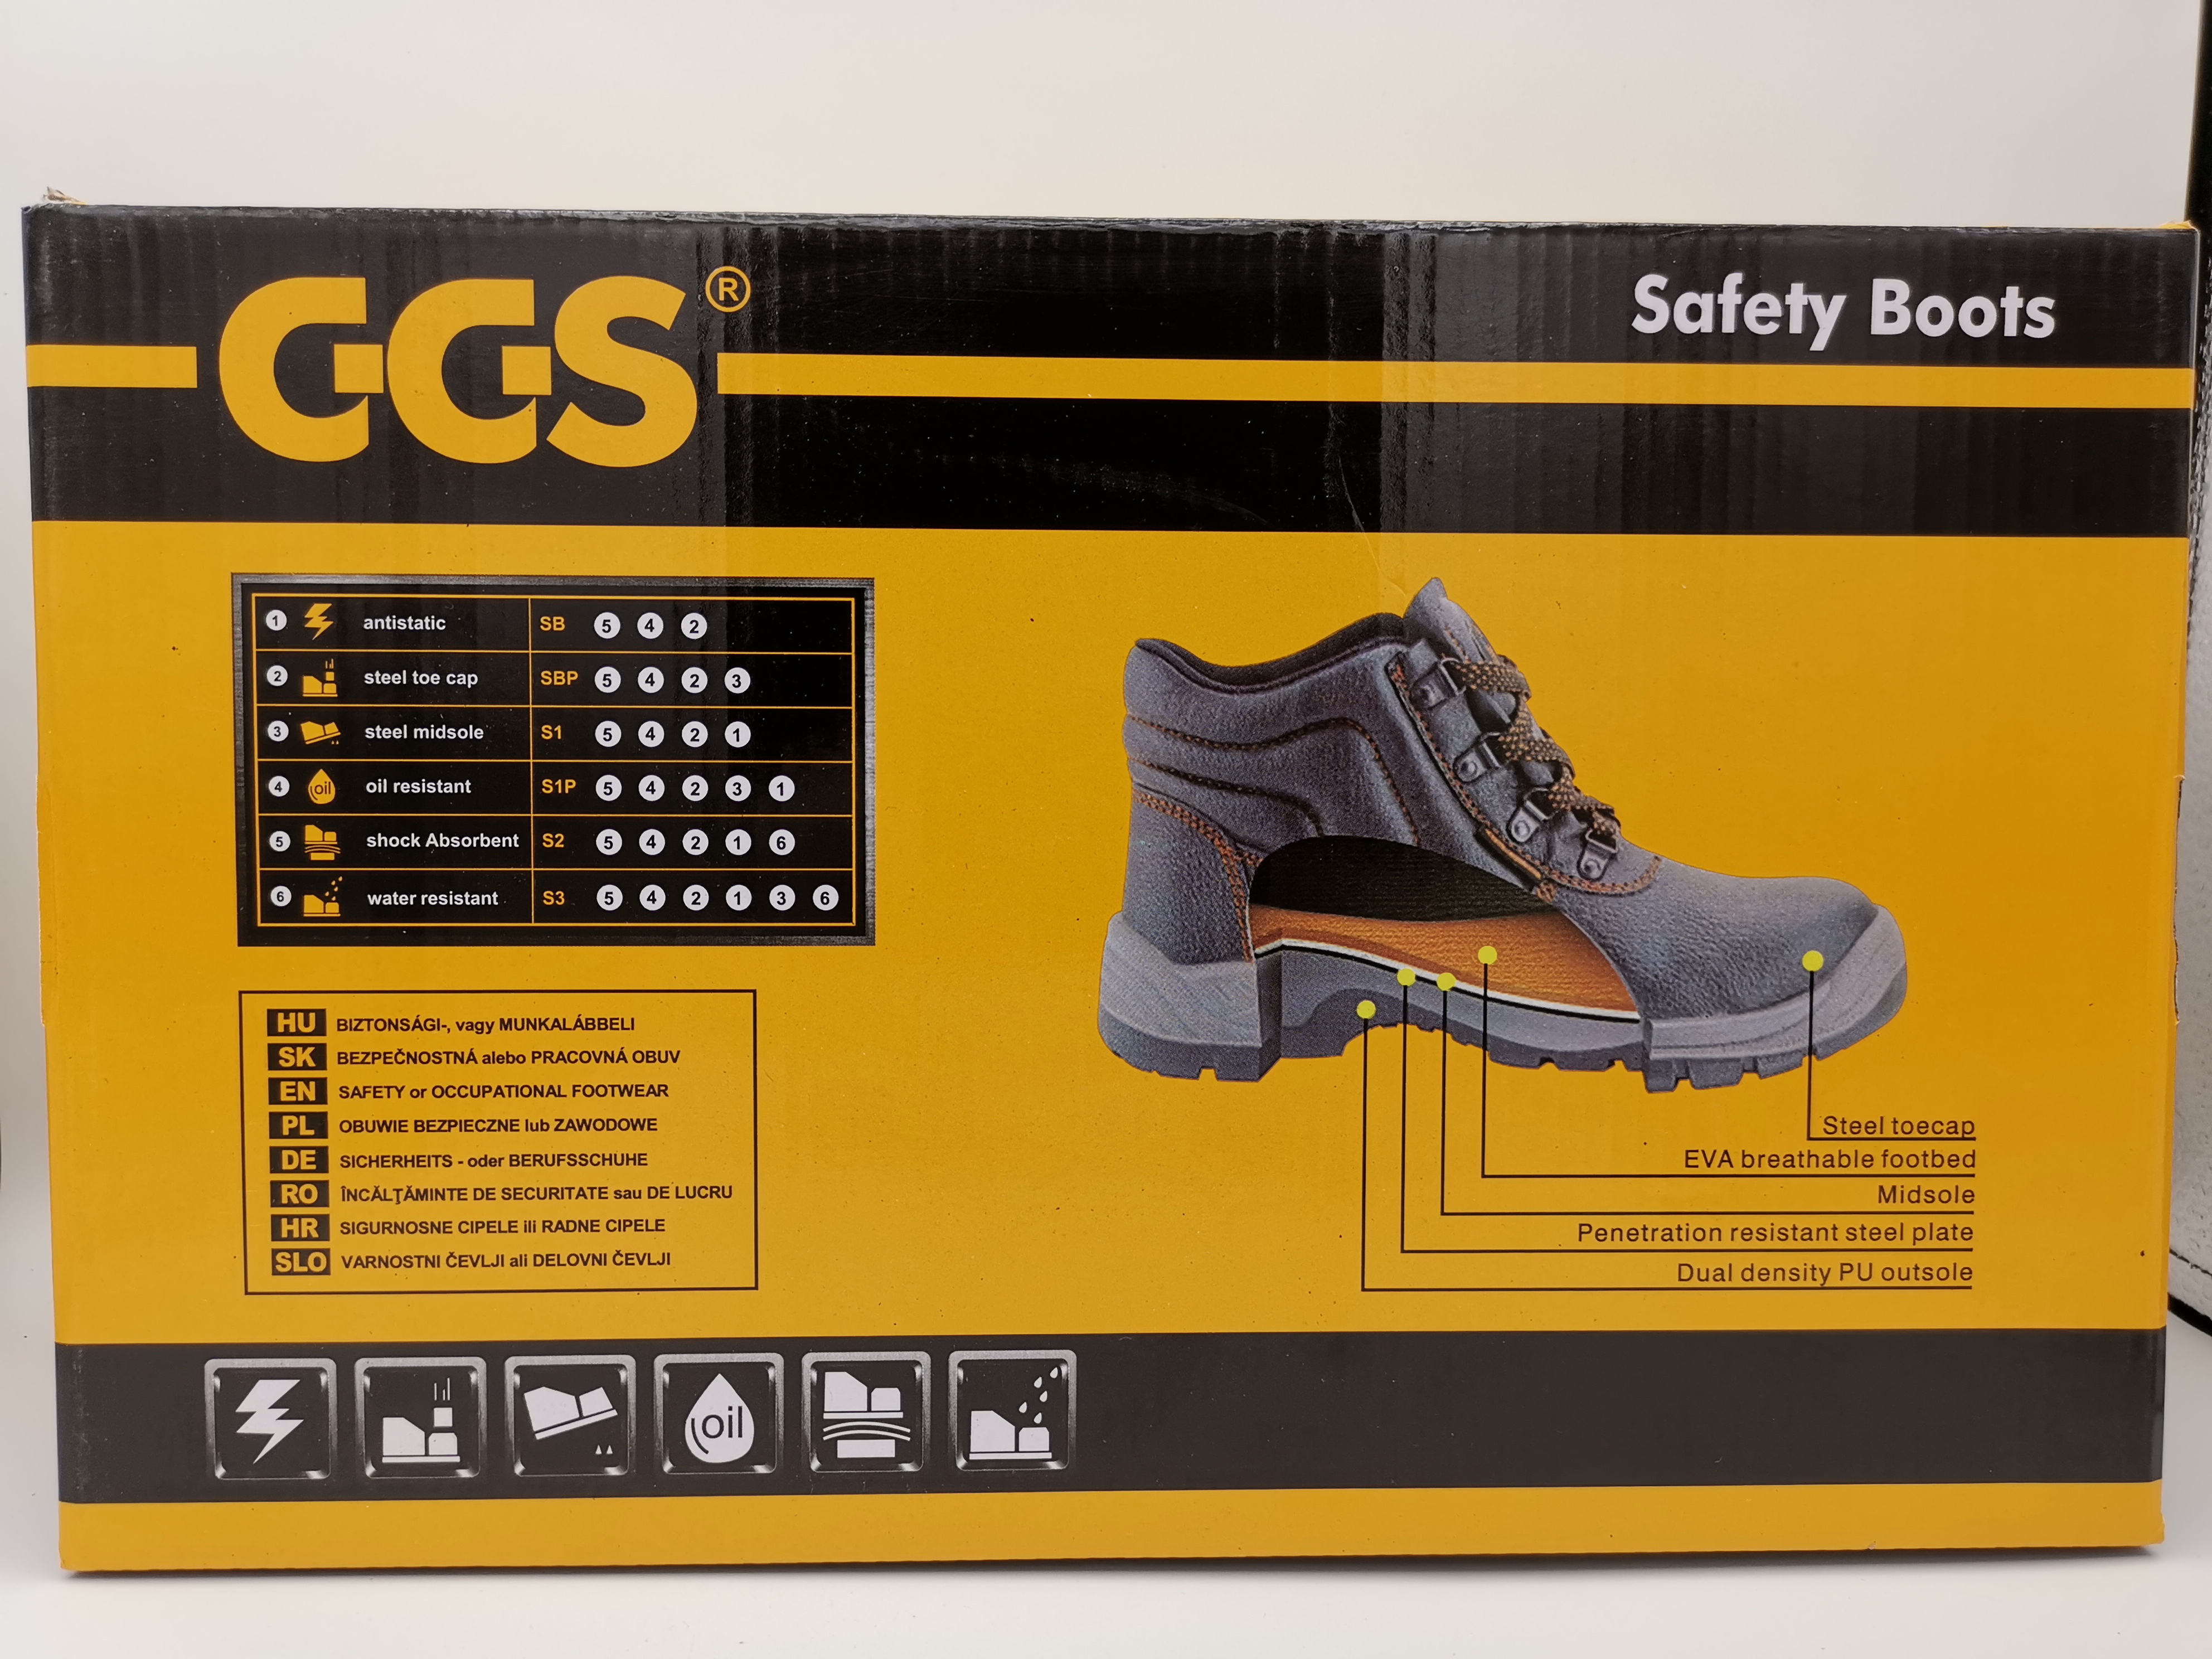 GGS®
Safety Boots
1 antistatic SB 5 4 2
2 steel toe cap SBP 5 4 2 3
3 steel midsole S1 5 4 2 1
4 oil oil resistant S1P 5 4 2 3 1
5 shock Absorbent S2 5 4 2 1 6
6 water resistant S3 5 4 2 1 3 6
HU BIZTONSÁGI-, vagy MUNKALÁBBELI
SK BEZPEČNOSTNÁ alebo PRACOVNÁ OBUV
EN SAFETY or OCCUPATIONAL FOOTWEAR
PL OBUWIE BEZPIECZNE lub ZAWODOWE
DE SICHERHEITS - oder BERUFSSCHUHE
RO ÎNCĂLŢĂMINTE DE SECURITATE sau DE LUCRU
HR SIGURNOSNE CIPELE ili RADNE CIPELE
SLO VARNOSTNI ČEVLJI ali DELOVNI ČEVLJI
Steel toecap
EVA breathable footbed
Midsole
Penetration resistant steel plate
Dual density PU outsole
oil